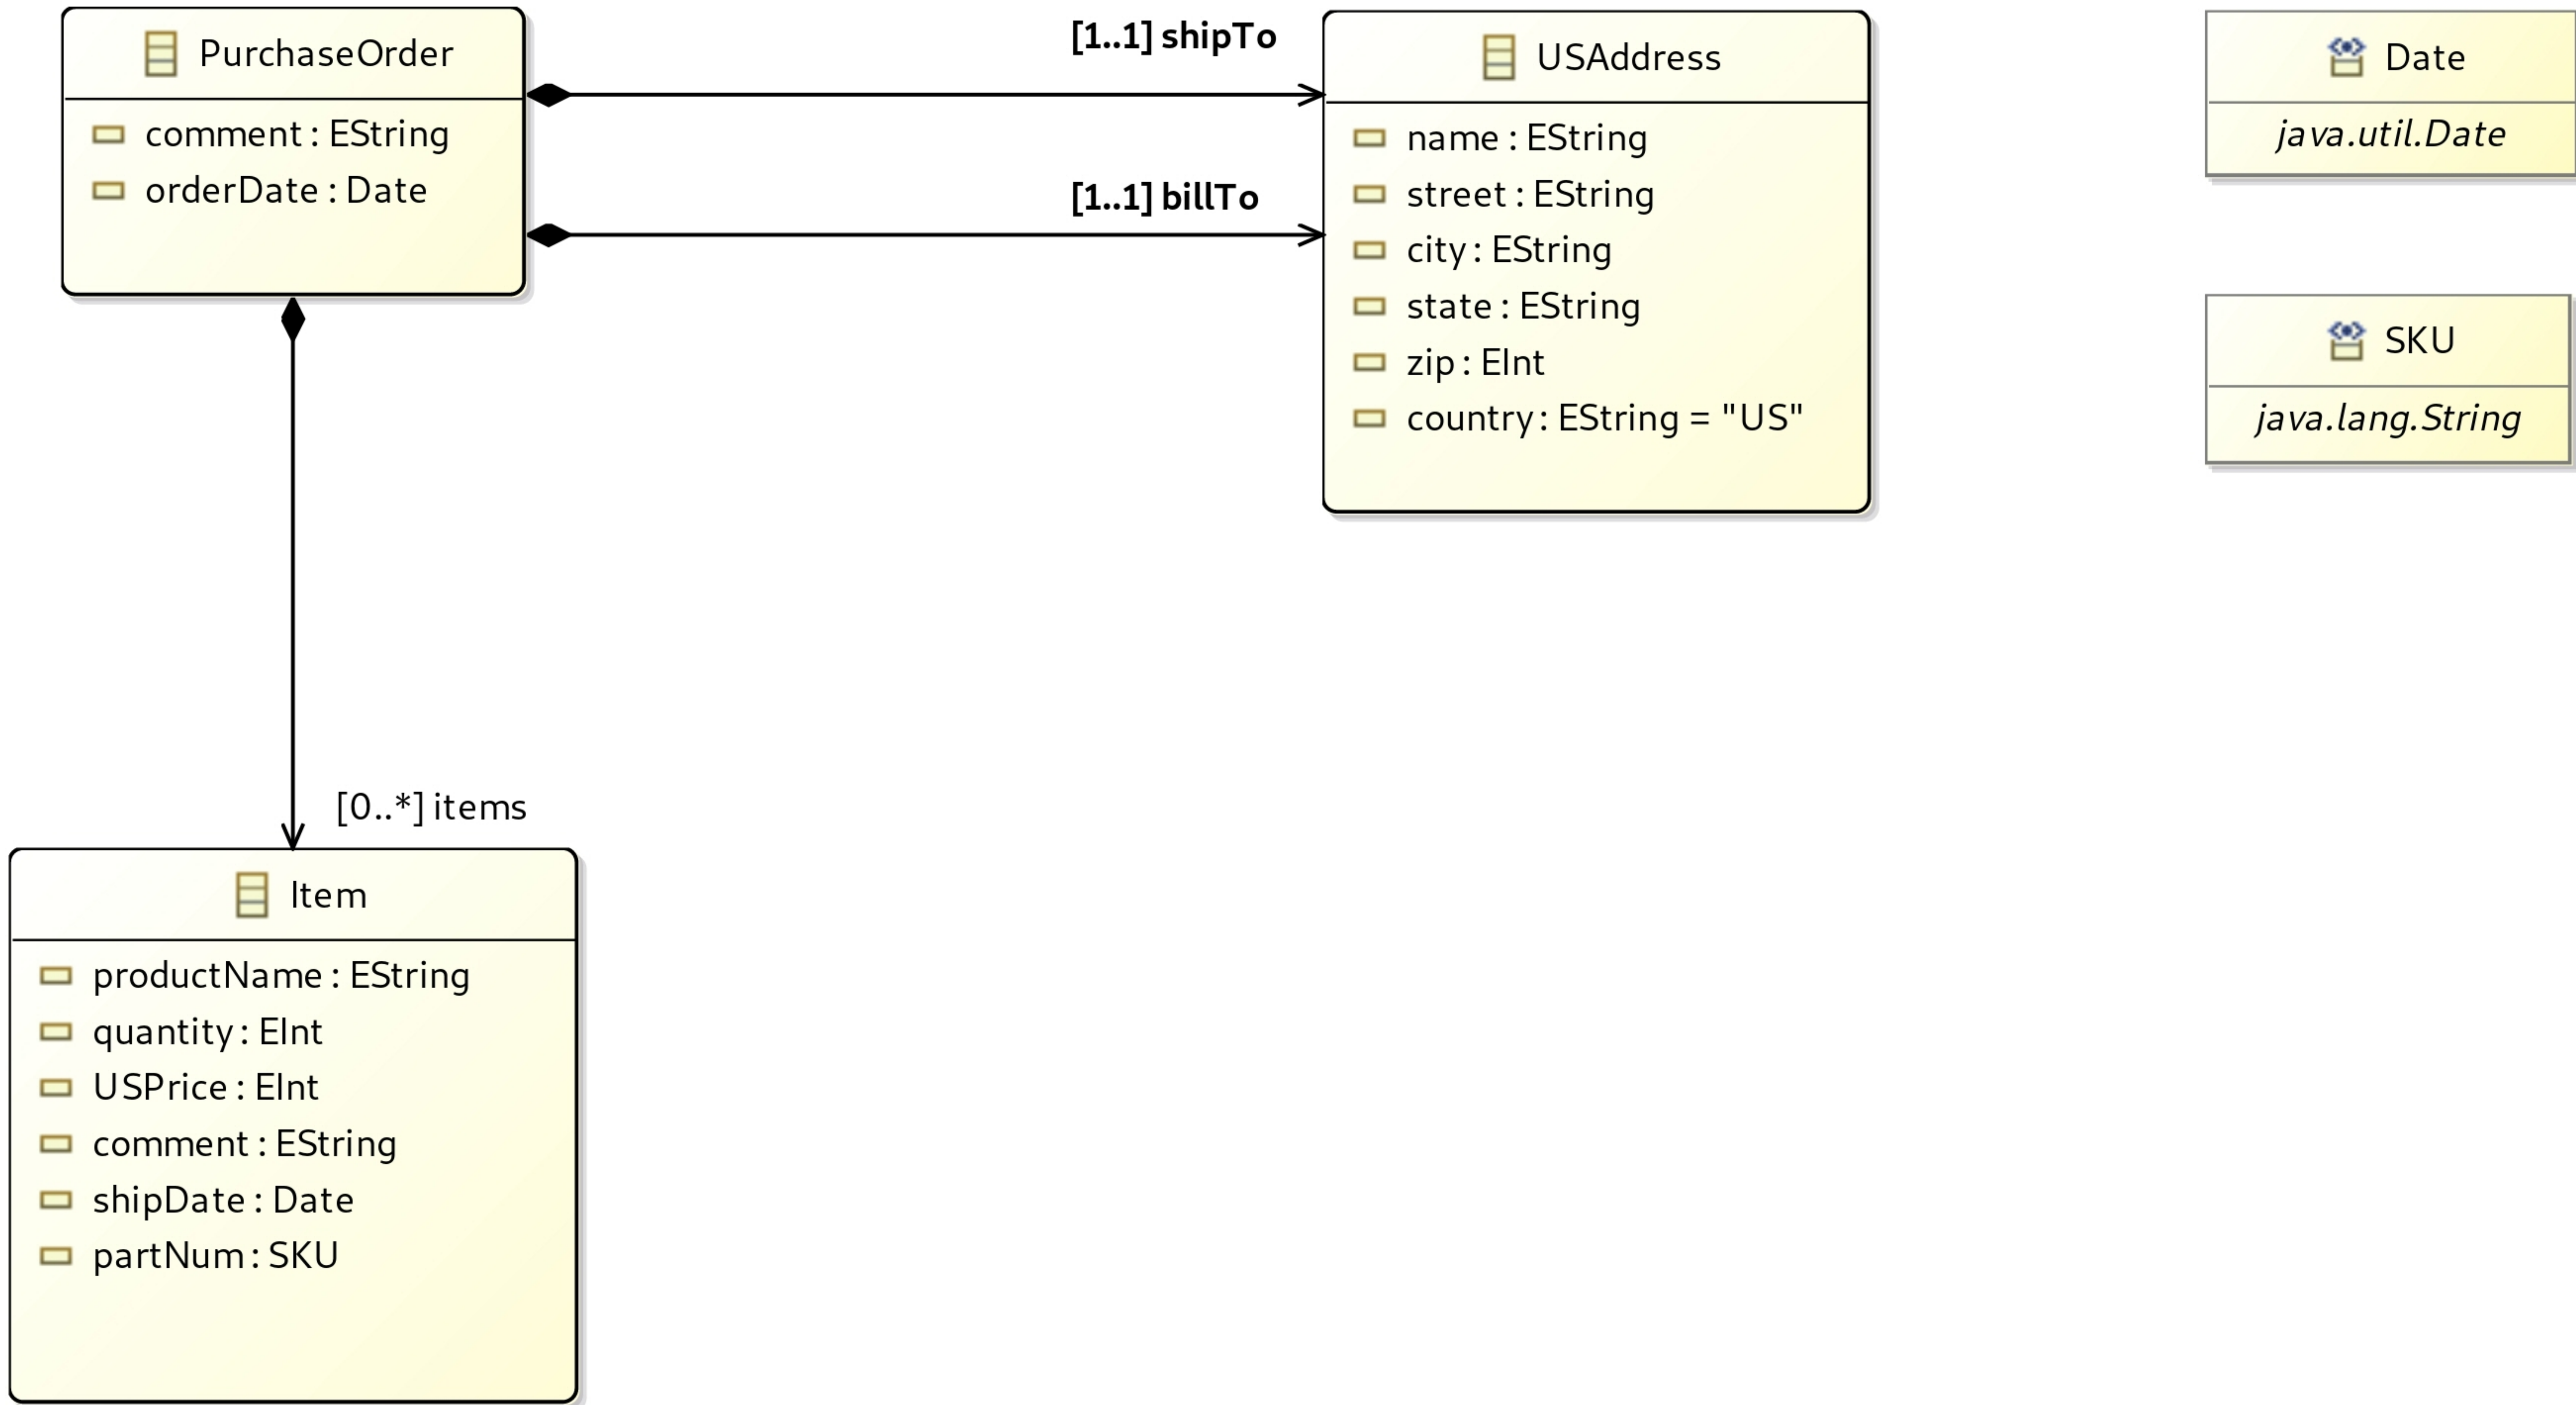 PurchaseOrder
comment : EString
orderDate : Date
[1..1] shipTo
[1..1] billTo
USAddress
name : EString
street : EString
city : EString
state : EString
zip : EInt
country : EString = "US"
Date
java.util.Date
SKU
java.lang.String
[0..*] items
Item
productName : EString
quantity : EInt
USPrice : EInt
comment : EString
shipDate : Date
partNum : SKU